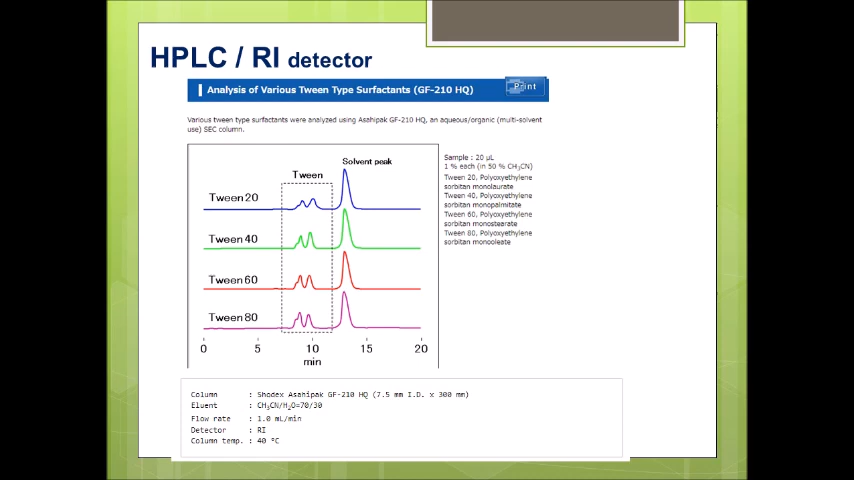 HPLC / RI detector
Analysis of Various Tween Type Surfactants (GF-210 HQ)
Print
Various tween type surfactants were analyzed using Asahipak GF-210 HQ, an aqueous/organic (multi-solvent
use) SEC column.
Solvent peak
Tween
Tween 20
Tween 40
Tween 60
Tween 80
0 5 10 15 20
min
Sample : 20 µL
1 % each (in 50 % CH3CN)
Tween 20, Polyoxyethylene
sorbitan monolaurate
Tween 40, Polyoxyethylene
sorbitan monopalmitate
Tween 60, Polyoxyethylene
sorbitan monostearate
Tween 80, Polyoxyethylene
sorbitan monooleate
Column : Shodex Asahipak GF-210 HQ (7.5 mm I.D. x 300 mm)
Eluent : CH3CN/H2O=70/30
Flow rate : 1.0 mL/min
Detector : RI
Column temp. : 40 °C